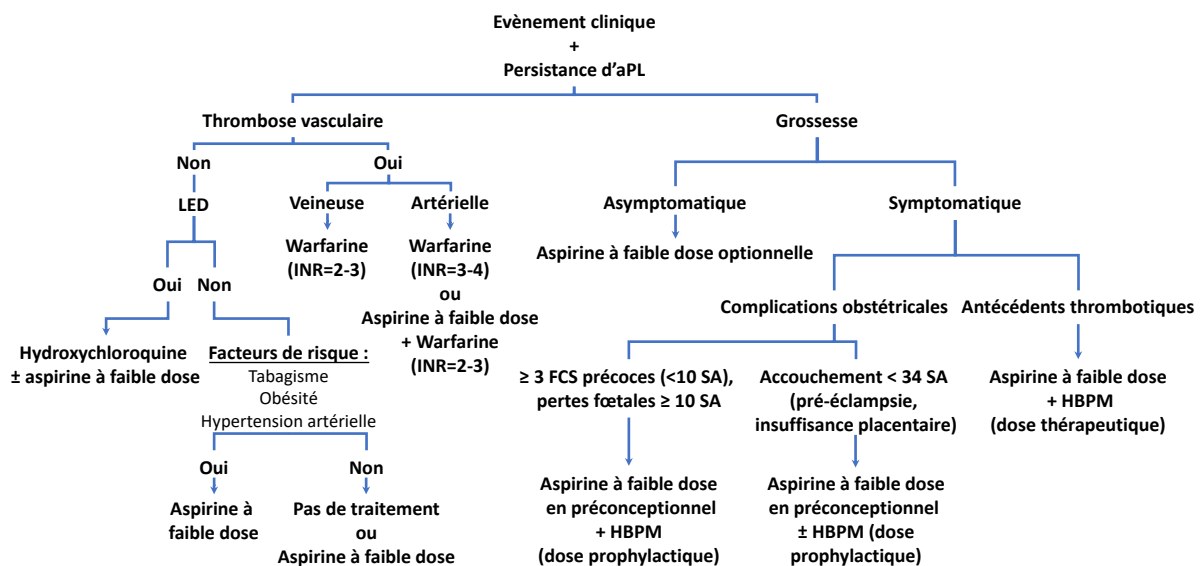 Evènement clinique
+
Persistance d'aPL
Thrombose vasculaire
Grossesse
Non
Oui
LED
Veineuse
Artérielle
Asymptomatique
Symptomatique
Warfarine
(INR=2-3)
Warfarine
(INR=3-4)
ou
Aspirine à faible dose
+ Warfarine
(INR=2-3)
Aspirine à faible dose optionnelle
Oui
Non
Complications obstétricales
Antécédents thrombotiques
Hydroxychloroquine
± aspirine à faible dose
Facteurs de risque :
Tabagisme
Obésité
Hypertension artérielle
≥ 3 FCS précoces (<10 SA),
pertes fœtales ≥ 10 SA
Accouchement < 34 SA
(pré-éclampsie,
insuffisance placentaire)
Aspirine à faible dose
+ HBPM
(dose thérapeutique)
Oui
Non
Aspirine à
faible dose
Pas de traitement
ou
Aspirine à faible dose
Aspirine à faible dose
en préconceptionnel
+ HBPM
(dose prophylactique)
Aspirine à faible dose
en préconceptionnel
± HBPM (dose
prophylactique)